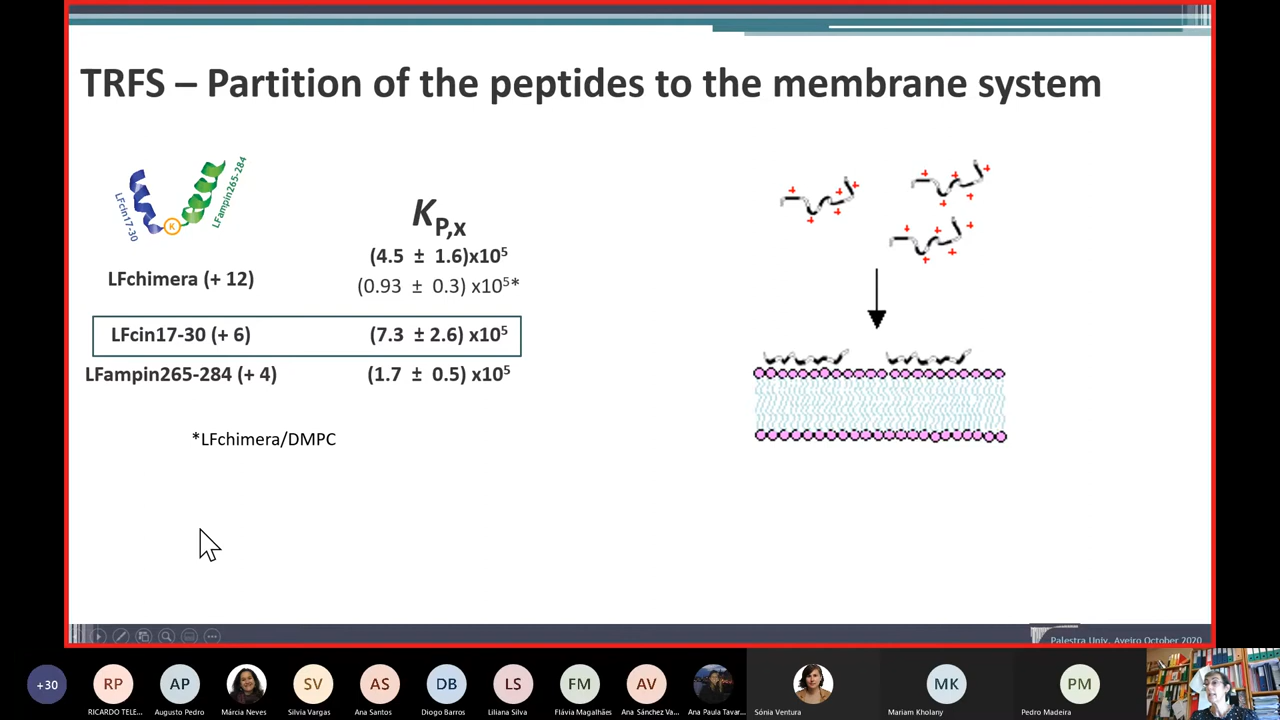 TRFS – Partition of the peptides to the membrane system
LFcin17-30
K
LFampin265-284
K P,x
(4.5 ± 1.6)x10⁵
LFchimera (+ 12)
(0.93 ± 0.3) x10⁵*
LFcin17-30 (+ 6) (7.3 ± 2.6) x10⁵
LFampin265-284 (+ 4) (1.7 ± 0.5) x10⁵
*LFchimera/DMPC
+ + + +
+ + + + +
+ + + + +
Palestra Univ. Aveiro October 2020
+30 RP AP SV AS DB LS FM AV MK PM
RICARDO TELE... Augusto Pedro Márcia Neves Silvia Vargas Ana Santos Diogo Barros Liliana Silva Flávia Magalhães Ana Sánchez Va... Ana Paula Tavar... Sónia Ventura Mariam Kholany Pedro Madeira